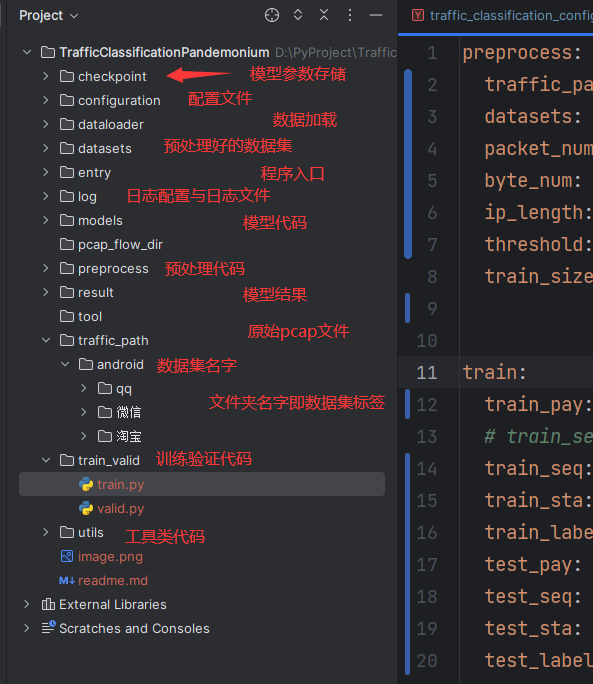 Project
TrafficClassificationPandemonium D:\PyProject\Traffic
checkpoint 模型参数存储
configuration 配置文件
dataloader 数据加载
datasets 预处理好的数据集
entry 程序入口
log 日志配置与日志文件
models 模型代码
pcap_flow_dir
preprocess 预处理代码
result 模型结果
tool
traffic_path 原始pcap文件
android 数据集名字
qq
微信 文件夹名字即数据集标签
淘宝
train_valid 训练验证代码
train.py
valid.py
utils 工具类代码
image.png
M↓ readme.md
External Libraries
Scratches and Consoles
Y traffic_classification_confi
1 preprocess:
2 traffic_pa
3 datasets:
4 packet_num
5 byte_num:
6 ip_length:
7 threshold:
8 train_size
9
10
11 train:
12 train_pay:
13 # train_se
14 train_seq:
15 train_sta:
16 train_labe
17 test_pay:
18 test_seq:
19 test_sta:
20 test_label